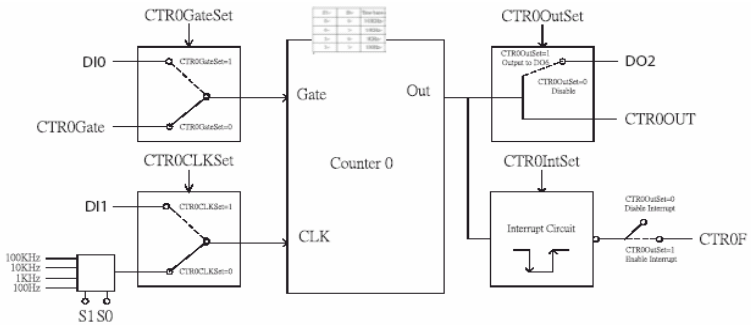 CTR0GateSet
CTR0OutSet
DI0
CTR0GateSet=1
CTR0Gate
CTR0GateSet=0
Gate
Out
CTR0OutSet=1
Output to DO6
CTR0OutSet=0
Disable
DO2
CTR0OUT
Counter 0
CTR0CLKSet
CTR0IntSet
DI1
CTR0CLKSet=1
CTR0CLKSet=0
CLK
Interrupt Circuit
CTR0OutSet=0
Diable Interrupt
CTR0F
CTR0OutSet=1
Enable Interrupt
100KHz
10KHz
1KHz
100Hz
S1 S0